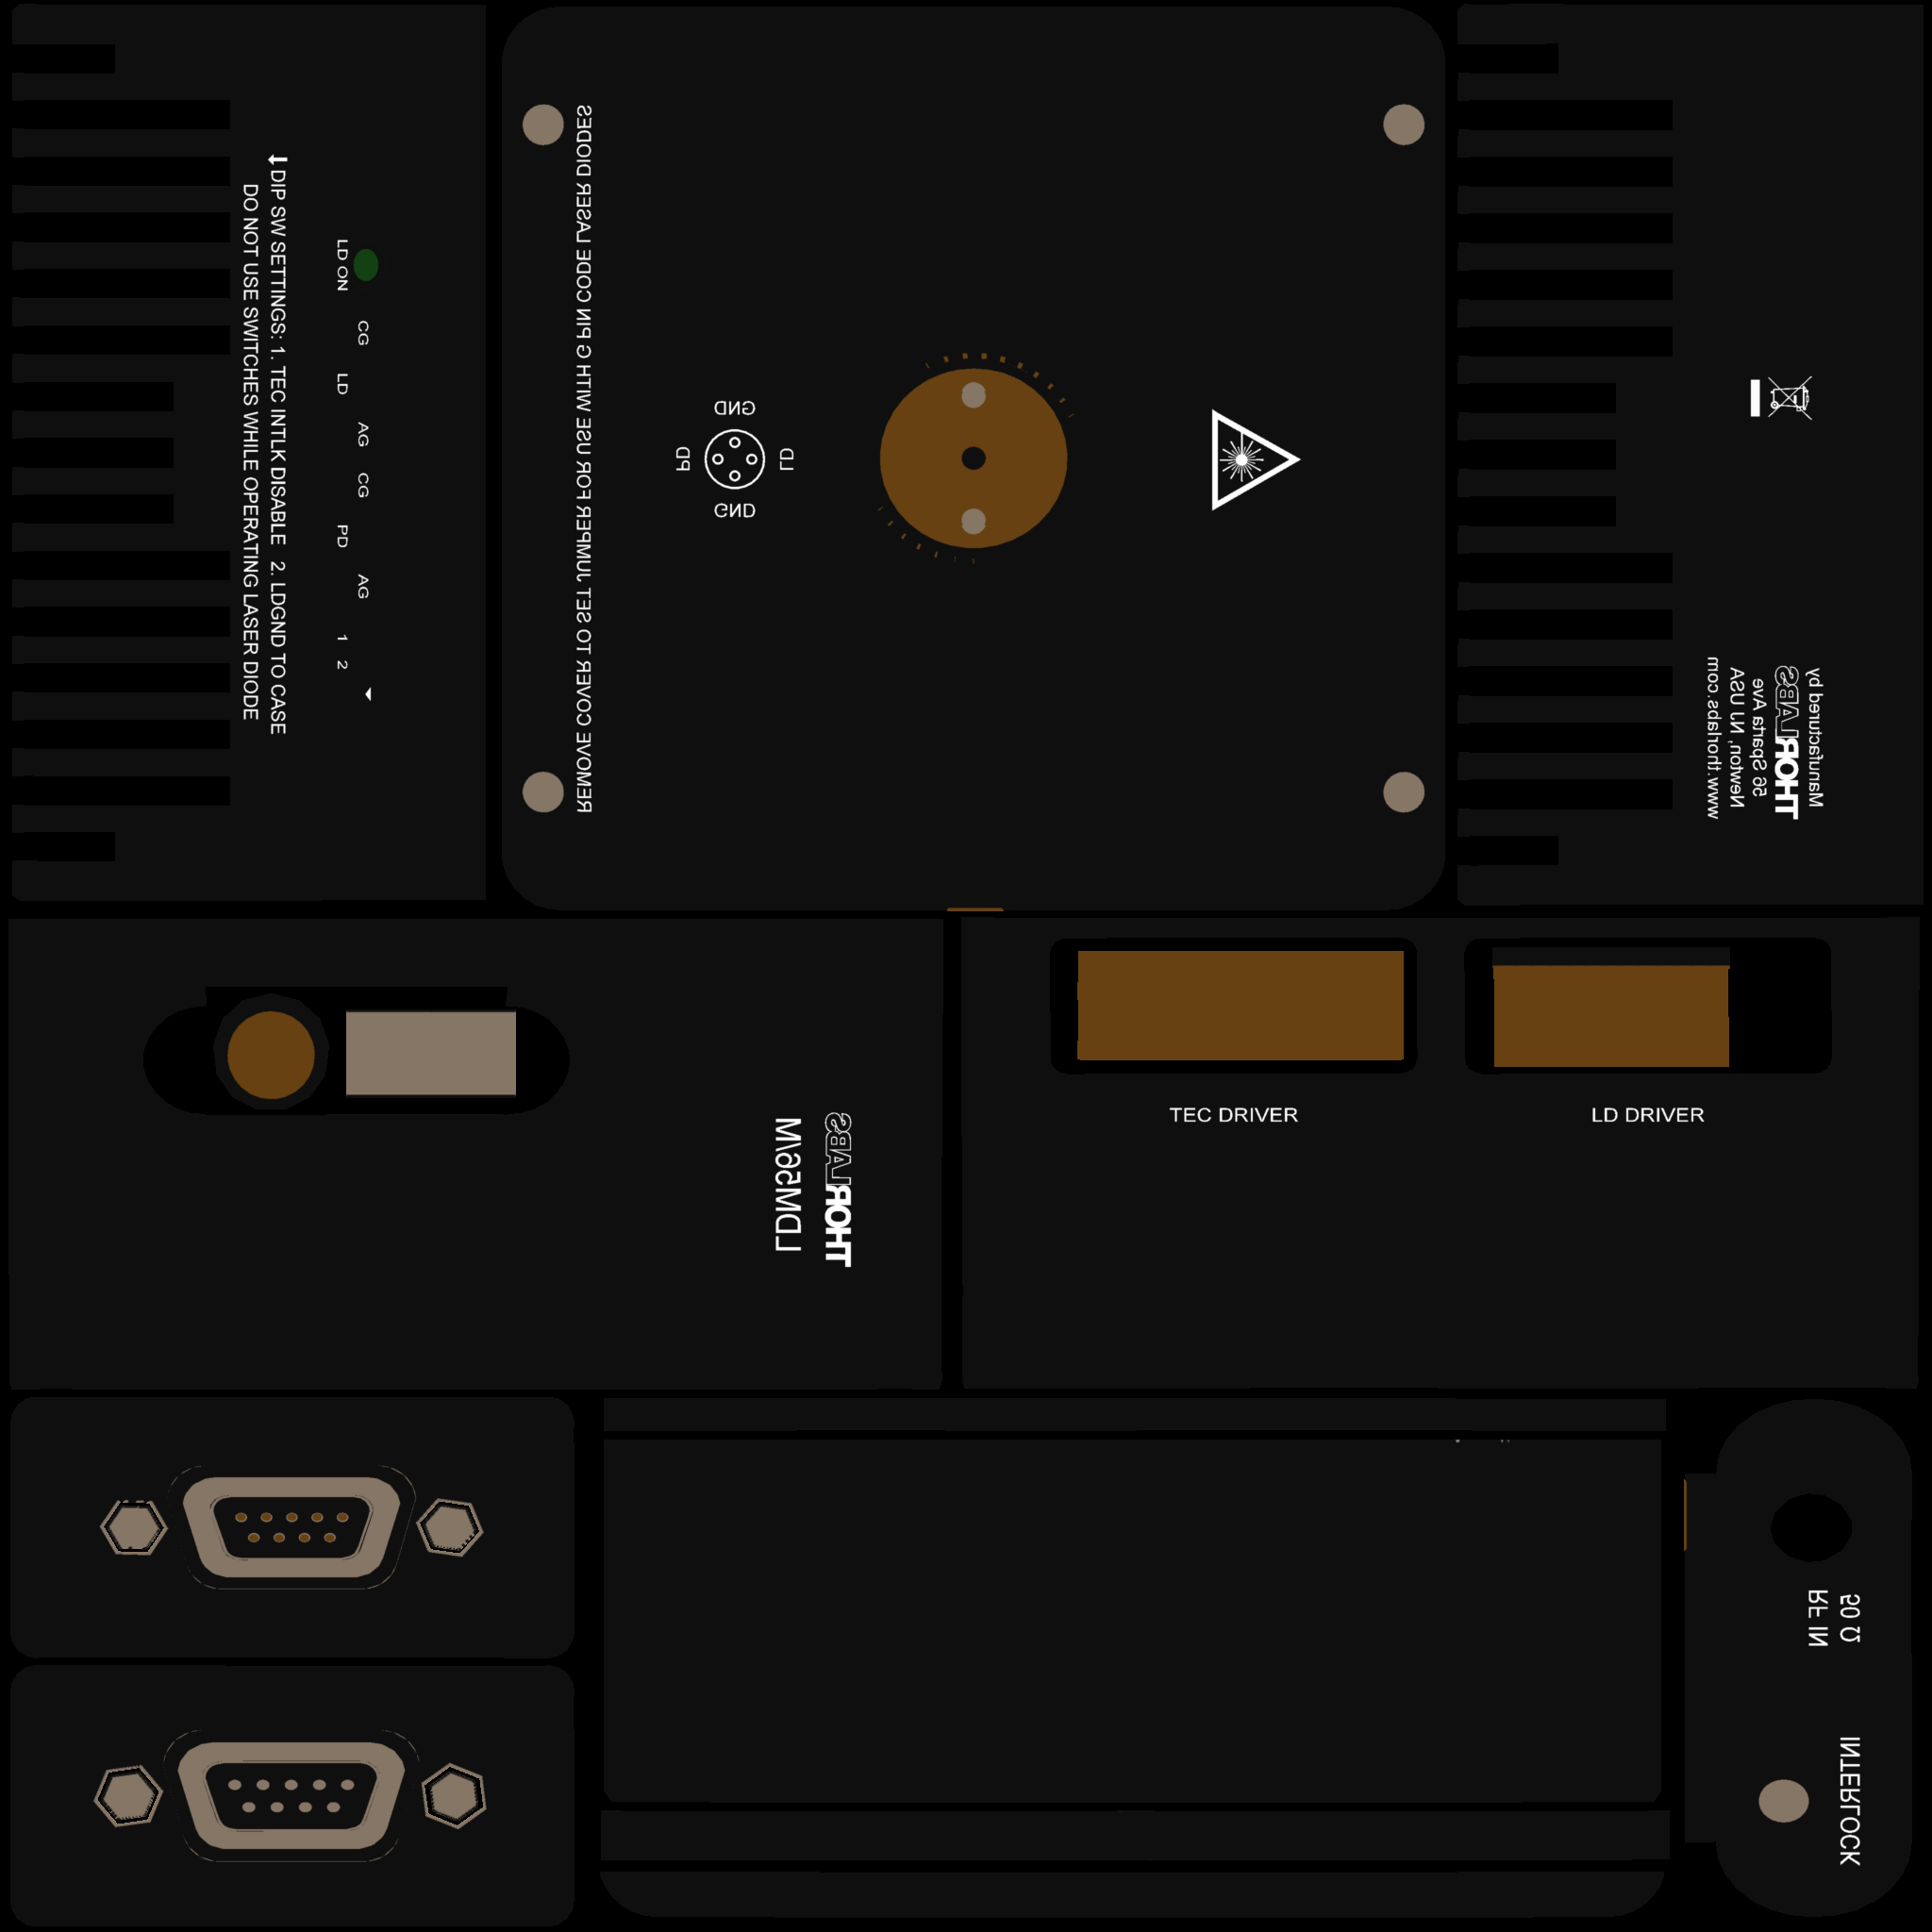 ⬆DIP SW SETTINGS: 1. TEC INTLK DISABLE 2. LDGND TO CASE
DO NOT USE SWITCHES WHILE OPERATING LASER DIODE
LD ON
CG
LD
AG
CG
PD
AG
1 2
REMOVE COVER TO SET JUMPER FOR USE WITH G PIN CODE LASER DIODES
GND
PD
LD
GND
Manufactured by
THORLABS
56 Sparta Ave
Newton, NJ USA
www.thorlabs.com
THORLABS
LDM56/M
TEC DRIVER
LD DRIVER
50 Ω
RF IN
INTERLOCK